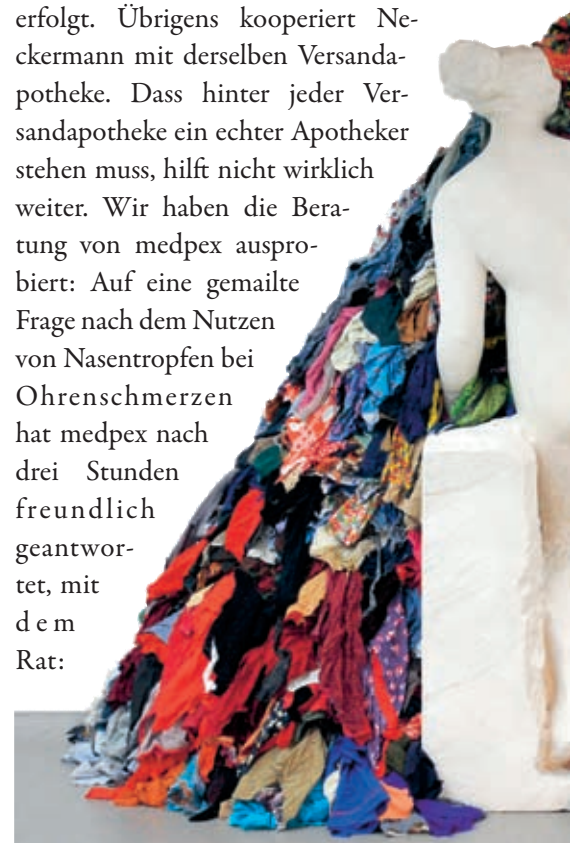 erfolgt. Übrigens kooperiert Ne-
ckermann mit derselben Versanda-
potheke. Dass hinter jeder Ver-
sandapotheke ein echter Apotheker
stehen muss, hilft nicht wirklich
weiter. Wir haben die Bera-
tung von medpex auspro-
biert: Auf eine gemailte
Frage nach dem Nutzen
von Nasentropfen bei
Ohrenschmerzen
hat medpex nach
drei Stunden
freundlich
geantwor-
tet, mit
dem
Rat: